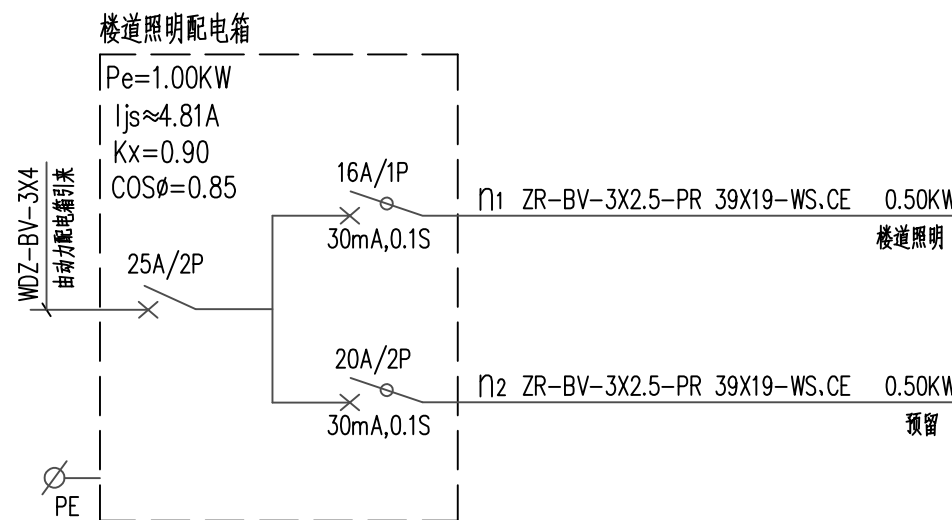 楼道照明配电箱
Pe=1.00KW
Ijs≈4.81A
Kx=0.90
COSø=0.85
WDZ-BV-3X4
由动力配电箱引来
25A/2P
16A/1P
30mA,0.1S
n1 ZR-BV-3X2.5-PR 39X19-WS、CE 0.50KW
楼道照明
20A/2P
30mA,0.1S
n2 ZR-BV-3X2.5-PR 39X19-WS、CE 0.50KW
预留
PE